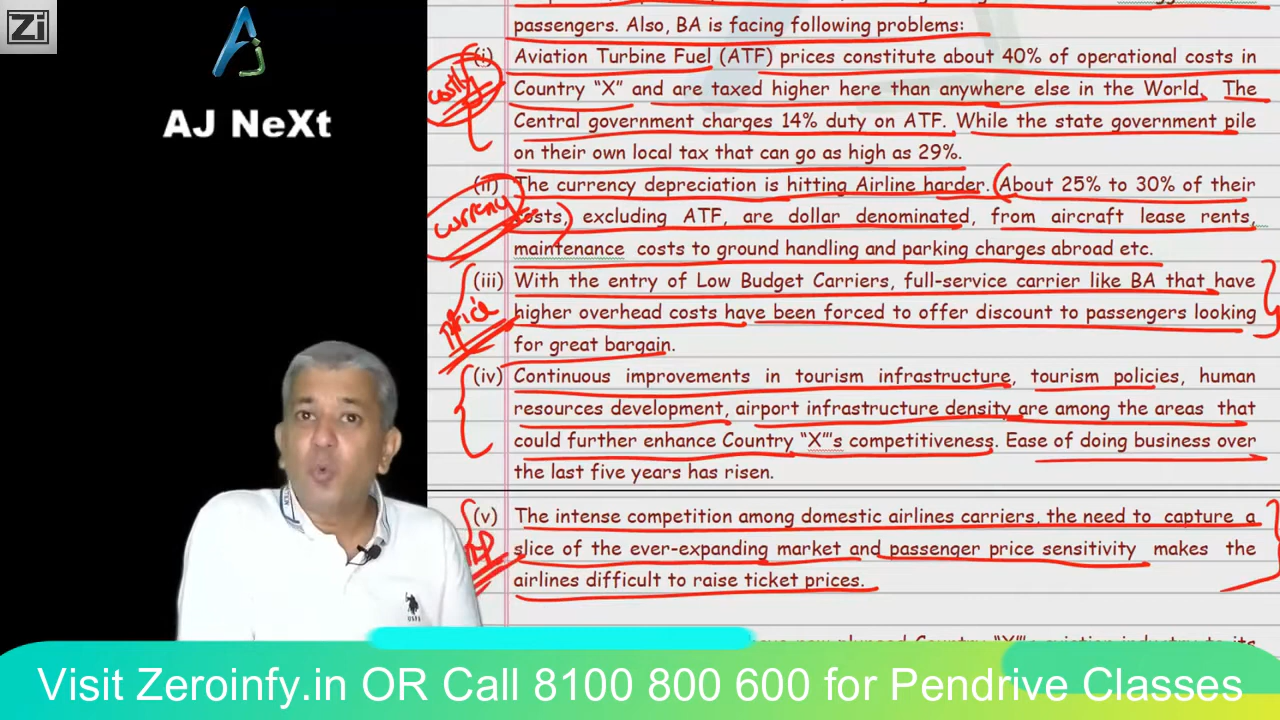 Zi
AJ
AJ NeXt
passengers. Also, BA is facing following problems:
(i) Aviation Turbine Fuel (ATF) prices constitute about 40% of operational costs in
Country “X” and are taxed higher here than anywhere else in the World. The
Central government charges 14% duty on ATF. While the state government pile
on their own local tax that can go as high as 29%.
costly
(ii) The currency depreciation is hitting Airline harder. About 25% to 30% of their
costs, excluding ATF, are dollar denominated, from aircraft lease rents,
maintenance costs to ground handling and parking charges abroad etc.
currency
(iii) With the entry of Low Budget Carriers, full-service carrier like BA that have
higher overhead costs have been forced to offer discount to passengers looking
for great bargain.
price
(iv) Continuous improvements in tourism infrastructure, tourism policies, human
resources development, airport infrastructure density are among the areas that
could further enhance Country “X”'s competitiveness. Ease of doing business over
the last five years has risen.
(v) The intense competition among domestic airlines carriers, the need to capture a
slice of the ever-expanding market and passenger price sensitivity makes the
airlines difficult to raise ticket prices.
Visit Zeroinfy.in OR Call 8100 800 600 for Pendrive Classes